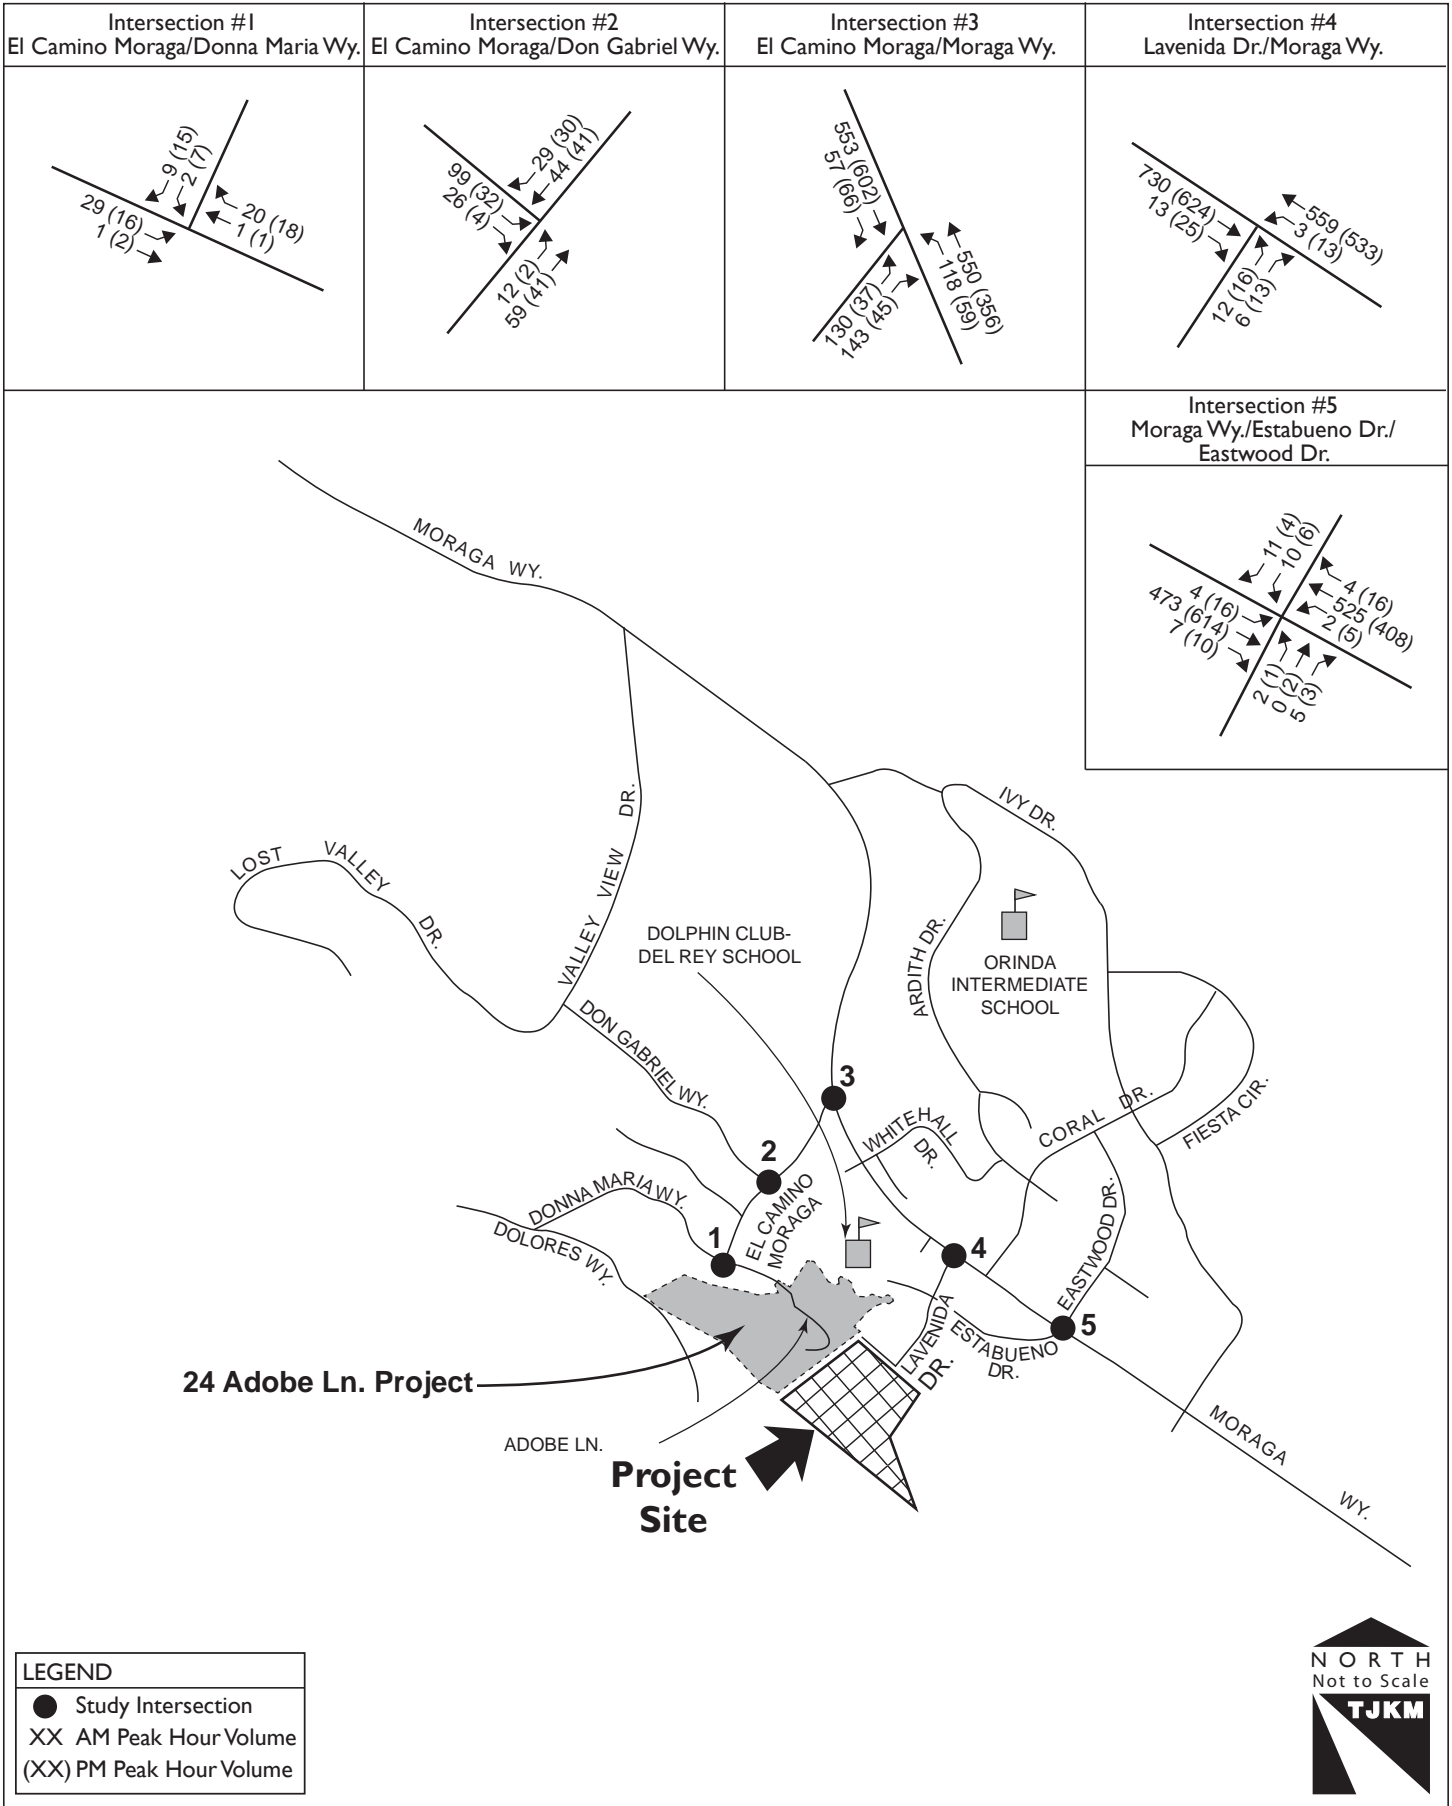 Intersection #1
El Camino Moraga/Donna Maria Wy.
Intersection #2
El Camino Moraga/Don Gabriel Wy.
Intersection #3
El Camino Moraga/Moraga Wy.
Intersection #4
Lavenida Dr./Moraga Wy.
9 (15)
2 (7)
20 (18)
1 (1)
29 (16)
1 (2)
29 (30)
44 (41)
99 (32)
26 (4)
12 (2)
59 (41)
553 (602)
57 (66)
550 (356)
118 (59)
130 (37)
143 (45)
730 (624)
13 (25)
559 (533)
3 (13)
12 (16)
6 (13)
Intersection #5
Moraga Wy./Estabueno Dr./
Eastwood Dr.
11 (4)
10 (6)
4 (16)
525 (408)
2 (5)
4 (16)
473 (614)
7 (10)
2 (1)
0 (2)
5 (3)
MORAGA WY.
VALLEY VIEW DR.
LOST VALLEY DR.
IVY DR.
ARDITH DR.
DOLPHIN CLUB-
DEL REY SCHOOL
ORINDA
INTERMEDIATE
SCHOOL
DON GABRIEL WY.
3
WHITEHALL
DR.
CORAL DR.
FIESTA CIR.
2
DONNA MARIA WY.
DOLORES WY.
EL CAMINO
MORAGA
1
4
EASTWOOD DR.
5
LAVENIDA
DR.
ESTABUENO
DR.
24 Adobe Ln. Project
ADOBE LN.
Project
Site
MORAGA WY.
LEGEND
Study Intersection
XX AM Peak Hour Volume
(XX) PM Peak Hour Volume
NORTH
Not to Scale
TJKM